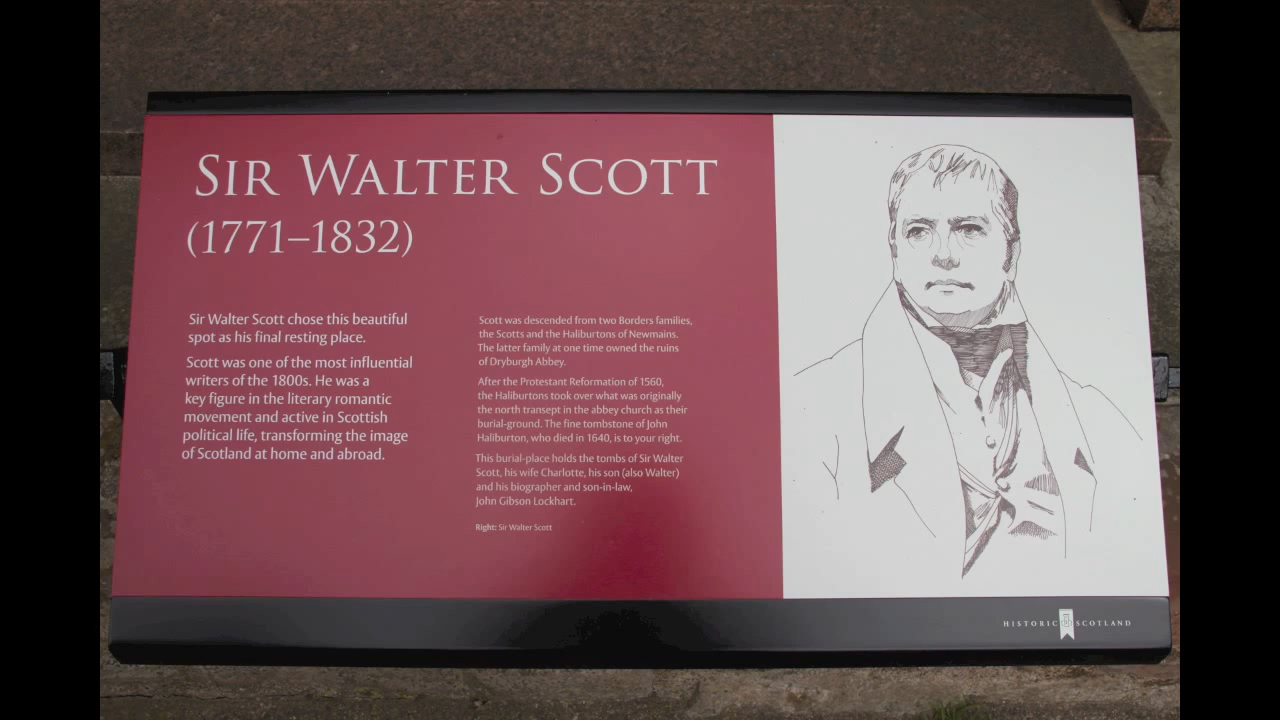 SIR WALTER SCOTT
(1771–1832)
Sir Walter Scott chose this beautiful
spot as his final resting place.
Scott was one of the most influential
writers of the 1800s. He was a
key figure in the literary romantic
movement and active in Scottish
political life, transforming the image
of Scotland at home and abroad.
Scott was descended from two Borders families,
the Scotts and the Haliburtons of Newmains.
The latter family at one time owned the ruins
of Dryburgh Abbey.
After the Protestant Reformation of 1560,
the Haliburtons took over what was originally
the north transept in the abbey church as their
burial-ground. The fine tombstone of John
Haliburton, who died in 1640, is to your right.
This burial-place holds the tombs of Sir Walter
Scott, his wife Charlotte, his son (also Walter)
and his biographer and son-in-law,
John Gibson Lockhart.
Right: Sir Walter Scott
HISTORIC SCOTLAND